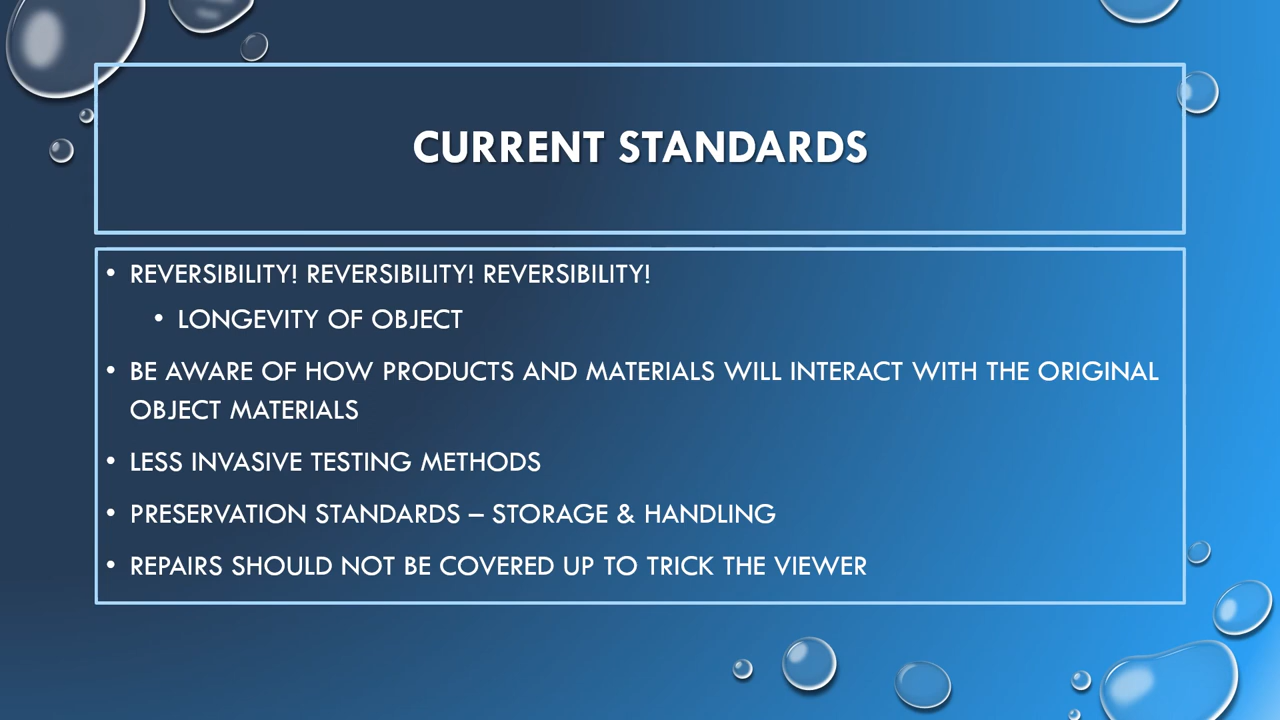 CURRENT STANDARDS
• REVERSIBILITY! REVERSIBILITY! REVERSIBILITY!
• LONGEVITY OF OBJECT
• BE AWARE OF HOW PRODUCTS AND MATERIALS WILL INTERACT WITH THE ORIGINAL
OBJECT MATERIALS
• LESS INVASIVE TESTING METHODS
• PRESERVATION STANDARDS – STORAGE & HANDLING
• REPAIRS SHOULD NOT BE COVERED UP TO TRICK THE VIEWER